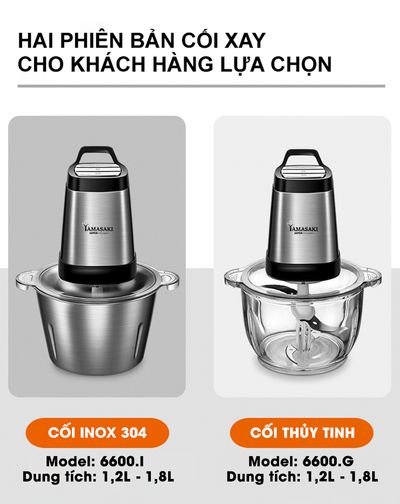 HAI PHIÊN BẢN CỐI XAY
CHO KHÁCH HÀNG LỰA CHỌN
YAMASAKI
YAMASAKI
CỐI INOX 304
CỐI THỦY TINH
Model: 6600.I
Dung tích: 1,2L - 1,8L
Model: 6600.G
Dung tích: 1,2L - 1,8L